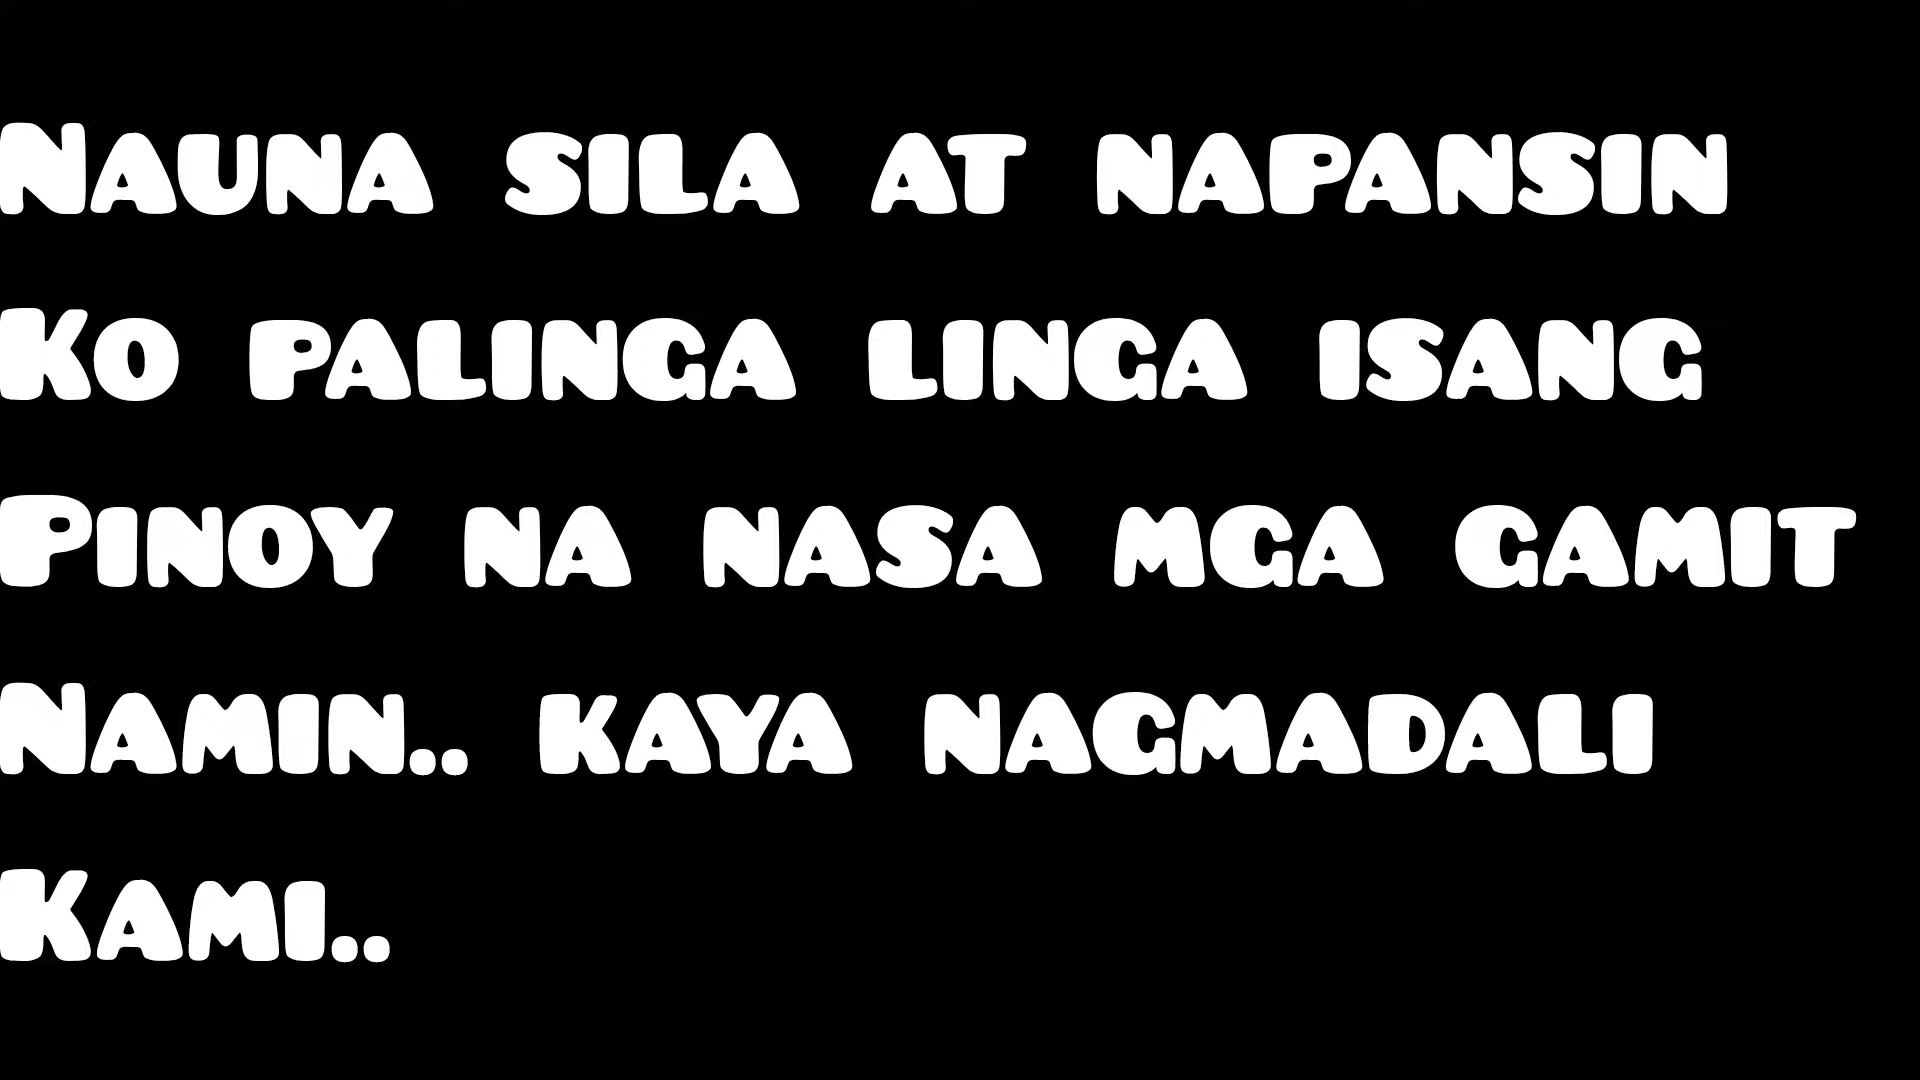 Nauna sila at napansin
Ko palinga linga isang
Pinoy na nasa mga gamit
Namin.. kaya nagmadali
Kami..